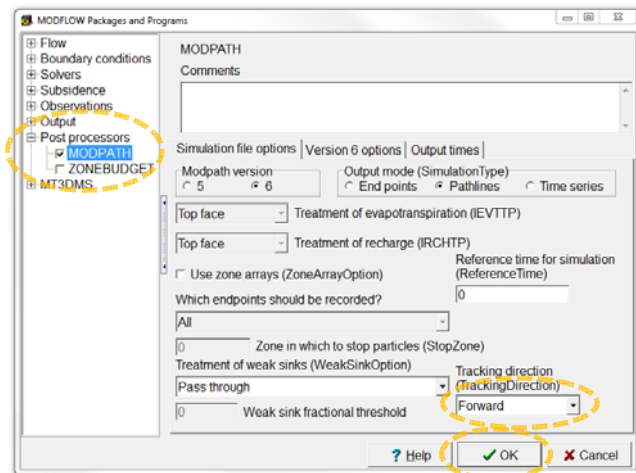 MODFLOW Packages and Programs
Flow
Boundary conditions
Solvers
Subsidence
Observations
Output
Post processors
MODPATH
ZONEBUDGET
MT3DMS
MODPATH
Comments
Simulation file options Version 6 options Output times
Modpath version
5 6
Output mode (SimulationType)
End points Pathlines Time series
Top face Treatment of evapotranspiration (IEVTTP)
Top face Treatment of recharge (IRCHTP)
Use zone arrays (ZoneArrayOption)
Reference time for simulation
(ReferenceTime)
0
Which endpoints should be recorded?
All
0 Zone in which to stop particles (StopZone)
Treatment of weak sinks (WeakSinkOption)
Pass through
Tracking direction
(TrackingDirection)
Forward
0 Weak sink fractional threshold
? Help OK Cancel